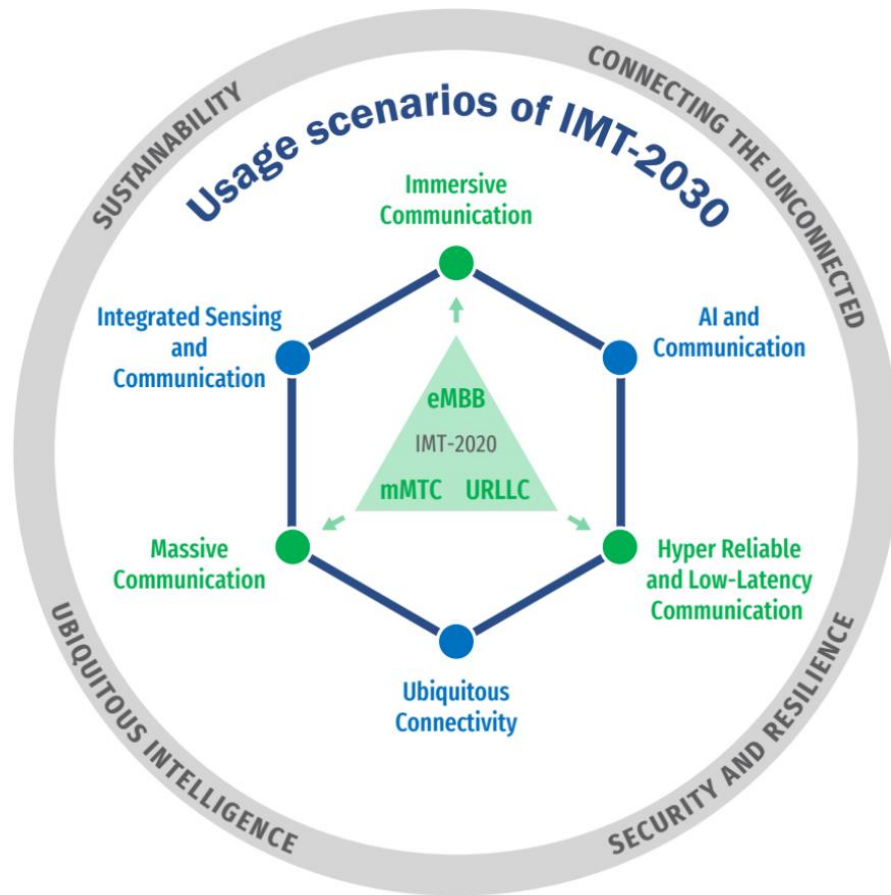 SUSTAINABILITY
CONNECTING THE UNCONNECTED
Usage scenarios of IMT-2030
Immersive
Communication
Integrated Sensing
and
Communication
AI and
Communication
eMBB
IMT-2020
mMTC URLLC
Massive
Communication
Hyper Reliable
and Low-Latency
Communication
Ubiquitous
Connectivity
UBIQUITOUS INTELLIGENCE
SECURITY AND RESILIENCE